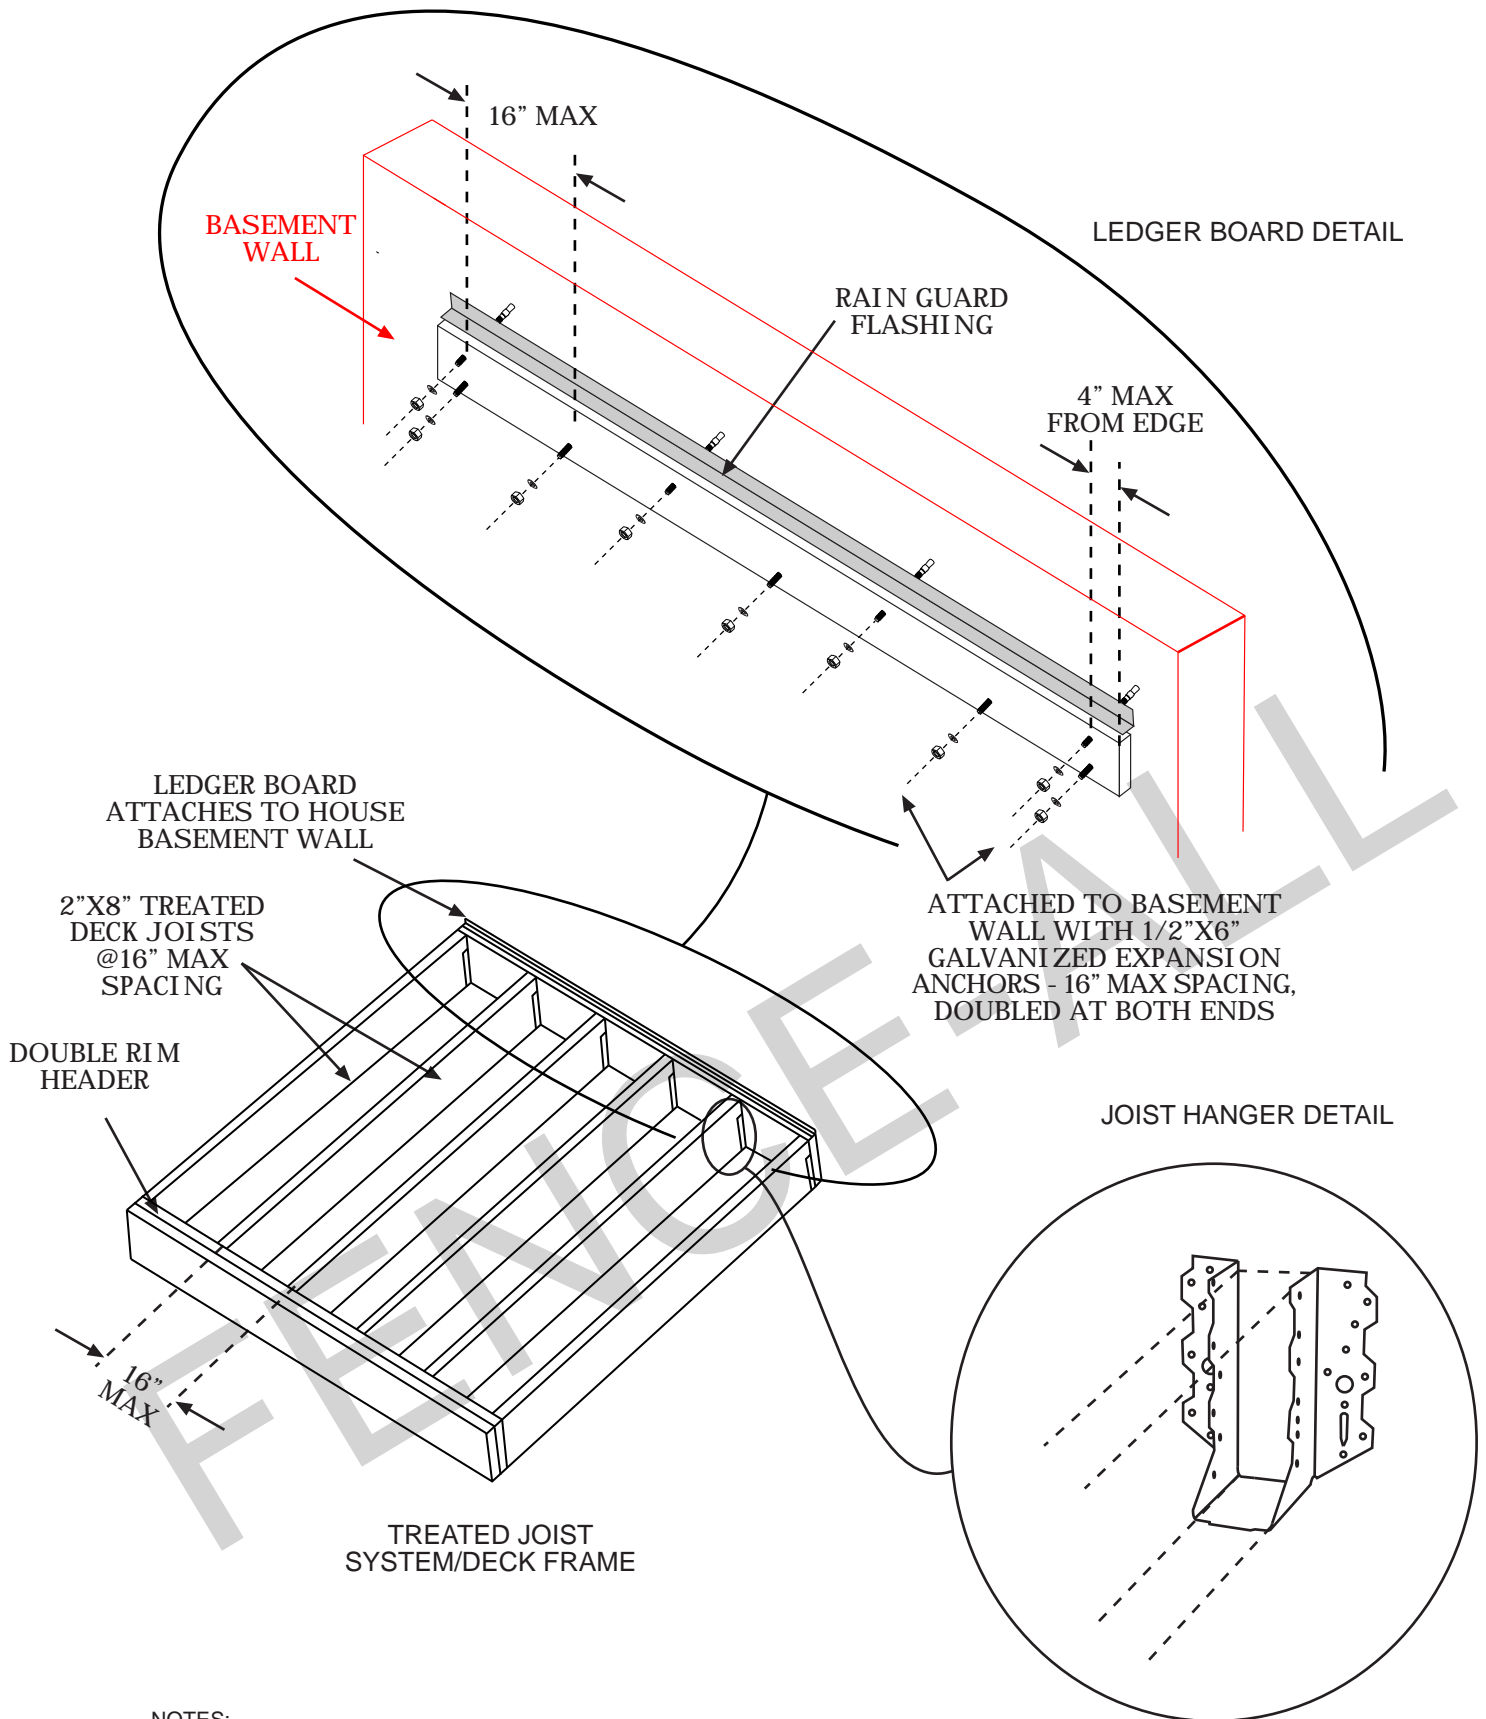 16” MAX
LEDGER BOARD DETAIL
BASEMENT
WALL
RAIN GUARD
FLASHING
4” MAX
FROM EDGE
LEDGER BOARD
ATTACHES TO HOUSE
BASEMENT WALL
2”X8” TREATED
DECK JOISTS
@16” MAX
SPACING
ATTACHED TO BASEMENT
WALL WITH 1/2”X6”
GALVANIZED EXPANSION
ANCHORS - 16” MAX SPACING,
DOUBLED AT BOTH ENDS
DOUBLE RIM
HEADER
JOIST HANGER DETAIL
16”
MAX
FENCE-ALL
TREATED JOIST
SYSTEM/DECK FRAME
NOTES: